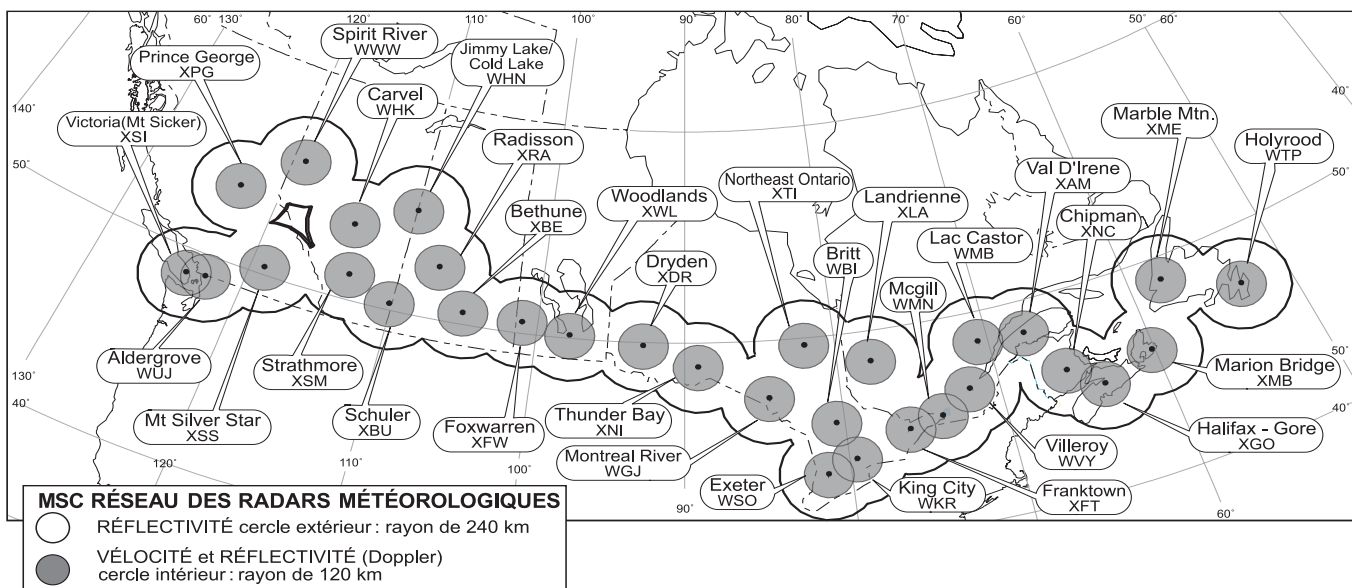 60˚
130˚
120˚
110˚
100˚
90˚
80˚
70˚
60˚
50˚
60˚
40˚
50˚
50˚
40˚
60˚
140˚
50˚
130˚
40˚
120˚
110˚
100˚
90˚
Spirit River
WWW
Prince George
XPG
Jimmy Lake/
Cold Lake
WHN
Carvel
WHK
Victoria(Mt Sicker)
XSI
Radisson
XRA
Bethune
XBE
Woodlands
XWL
Dryden
XDR
Northeast Ontario
XTI
Landrienne
XLA
Britt
WBI
Mcgill
WMN
Lac Castor
WMB
Val D'Irene
XAM
Chipman
XNC
Marble Mtn.
XME
Holyrood
WTP
Aldergrove
WUJ
Mt Silver Star
XSS
Strathmore
XSM
Schuler
XBU
Foxwarren
XFW
Thunder Bay
XNI
Montreal River
WGJ
Exeter
WSO
King City
WKR
Franktown
XFT
Villeroy
WVY
Halifax - Gore
XGO
Marion Bridge
XMB
MSC RÉSEAU DES RADARS MÉTÉOROLOGIQUES
RÉFLECTIVITÉ cercle extérieur : rayon de 240 km
VÉLOCITÉ et RÉFLECTIVITÉ (Doppler)
cercle intérieur : rayon de 120 km